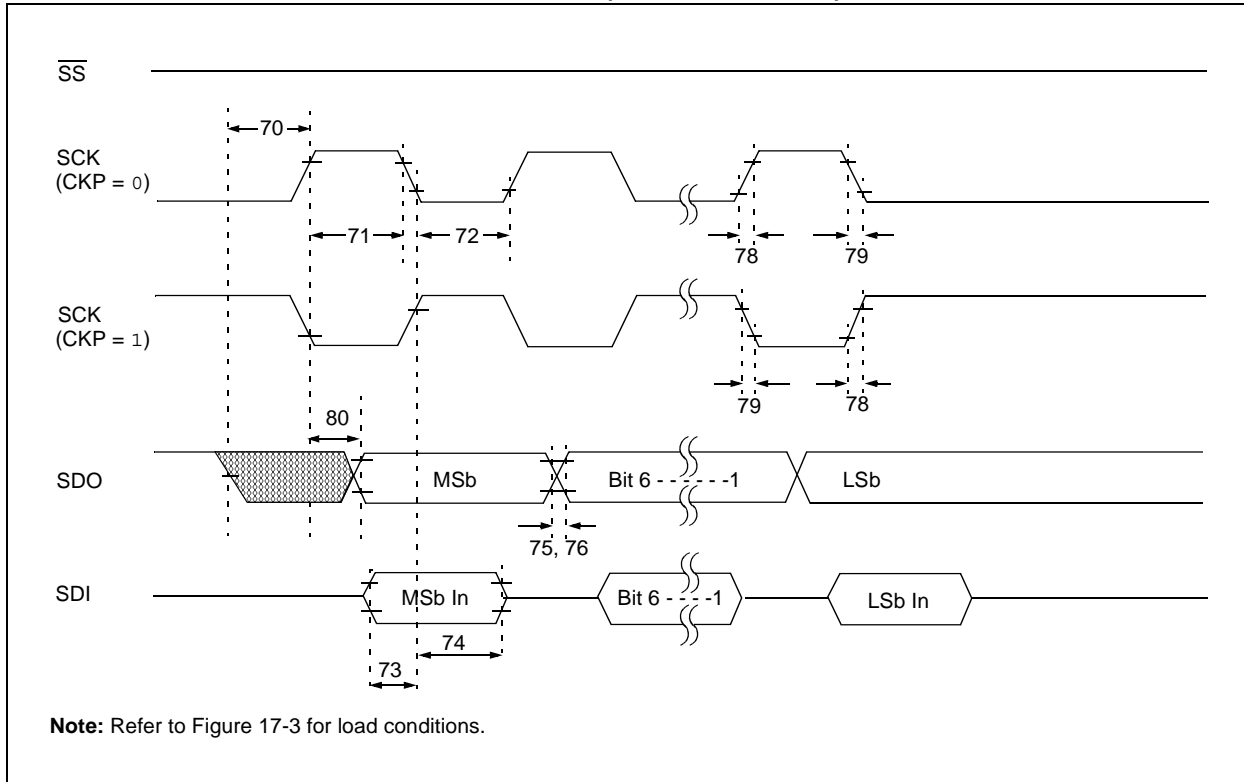 SS
70
SCK
(CKP = 0)
71
72
78
79
SCK
(CKP = 1)
79
78
80
SDO
MSb
Bit 6 - - - - - -1
LSb
75, 76
SDI
MSb In
Bit 6 - - - - -1
LSb In
74
73
Note: Refer to Figure 17-3 for load conditions.